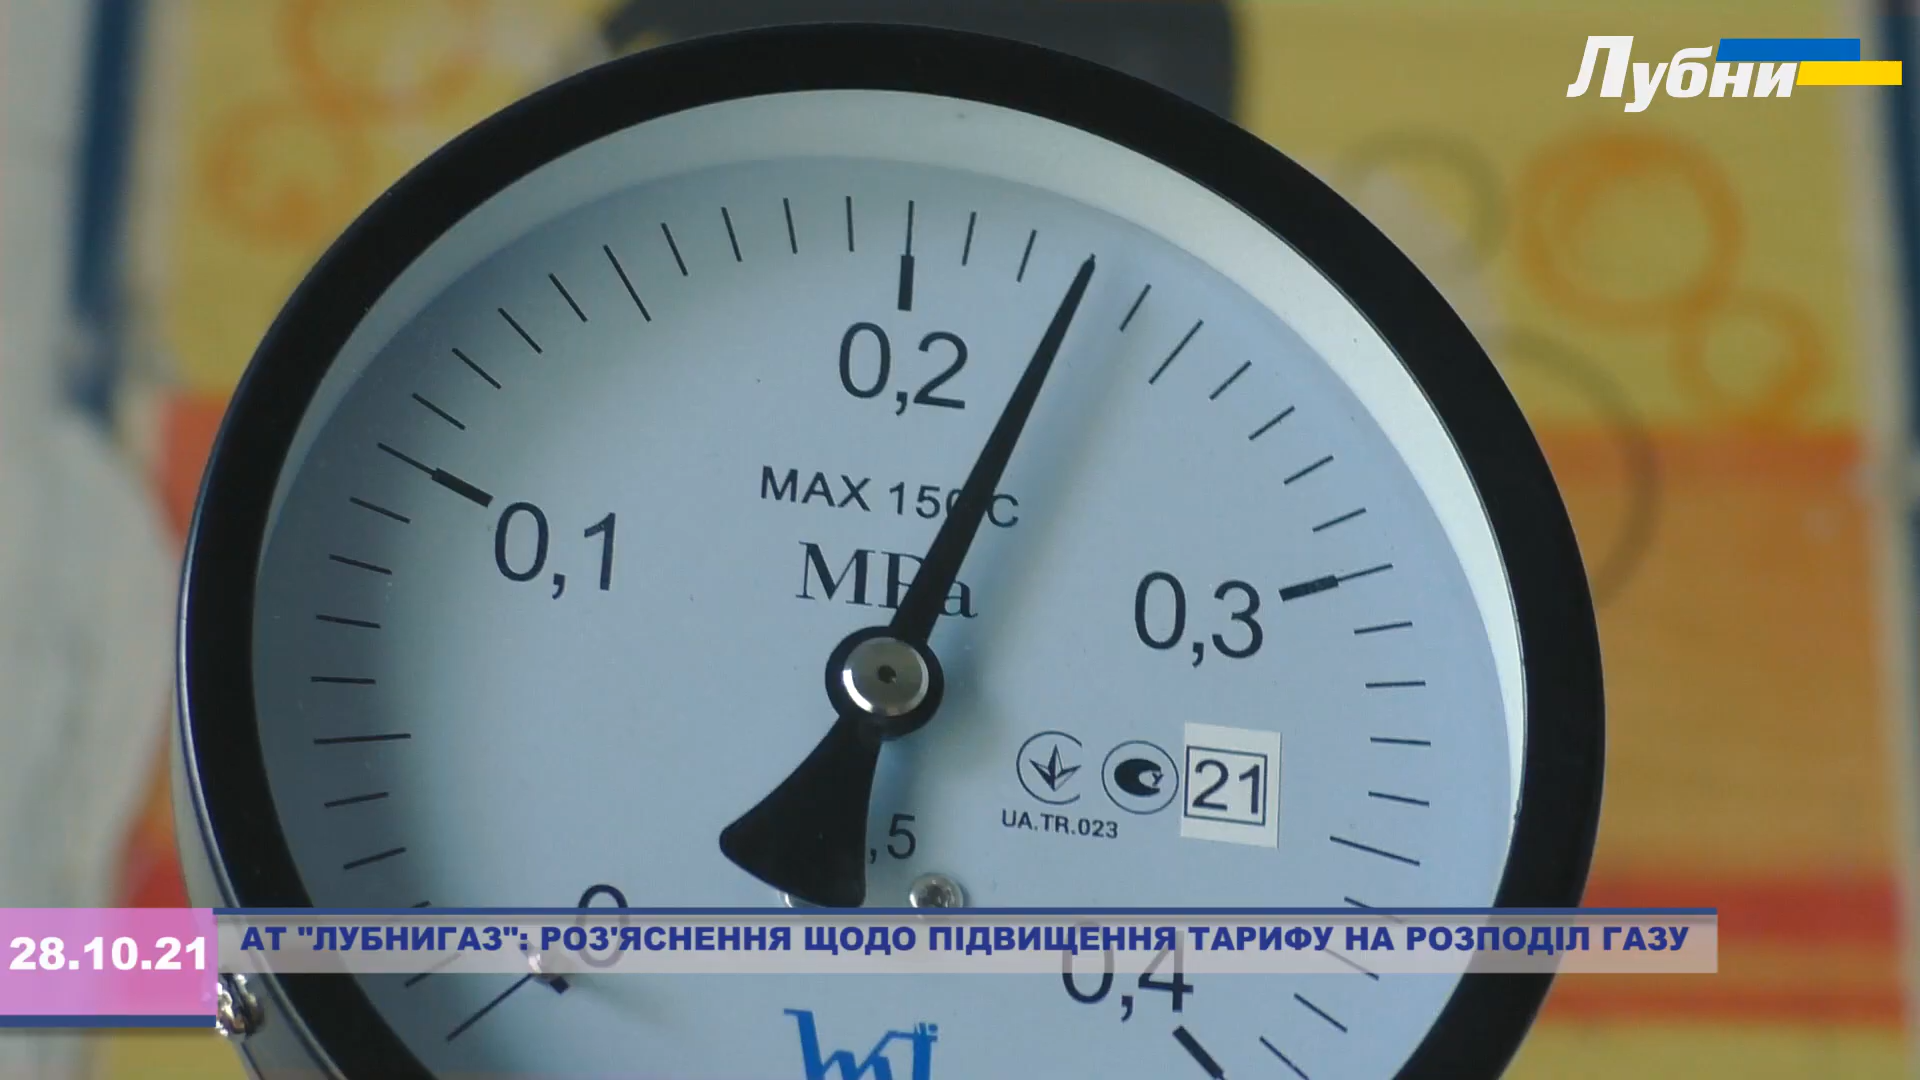 Лубни
0,2
MAX 150°C
0,1
MPa
0,3
21
UA.TR.023
,5
0
28.10.21
АТ "ЛУБНИГАЗ": РОЗ'ЯСНЕННЯ ЩОДО ПІДВИЩЕННЯ ТАРИФУ НА РОЗПОДІЛ ГАЗУ
0,4